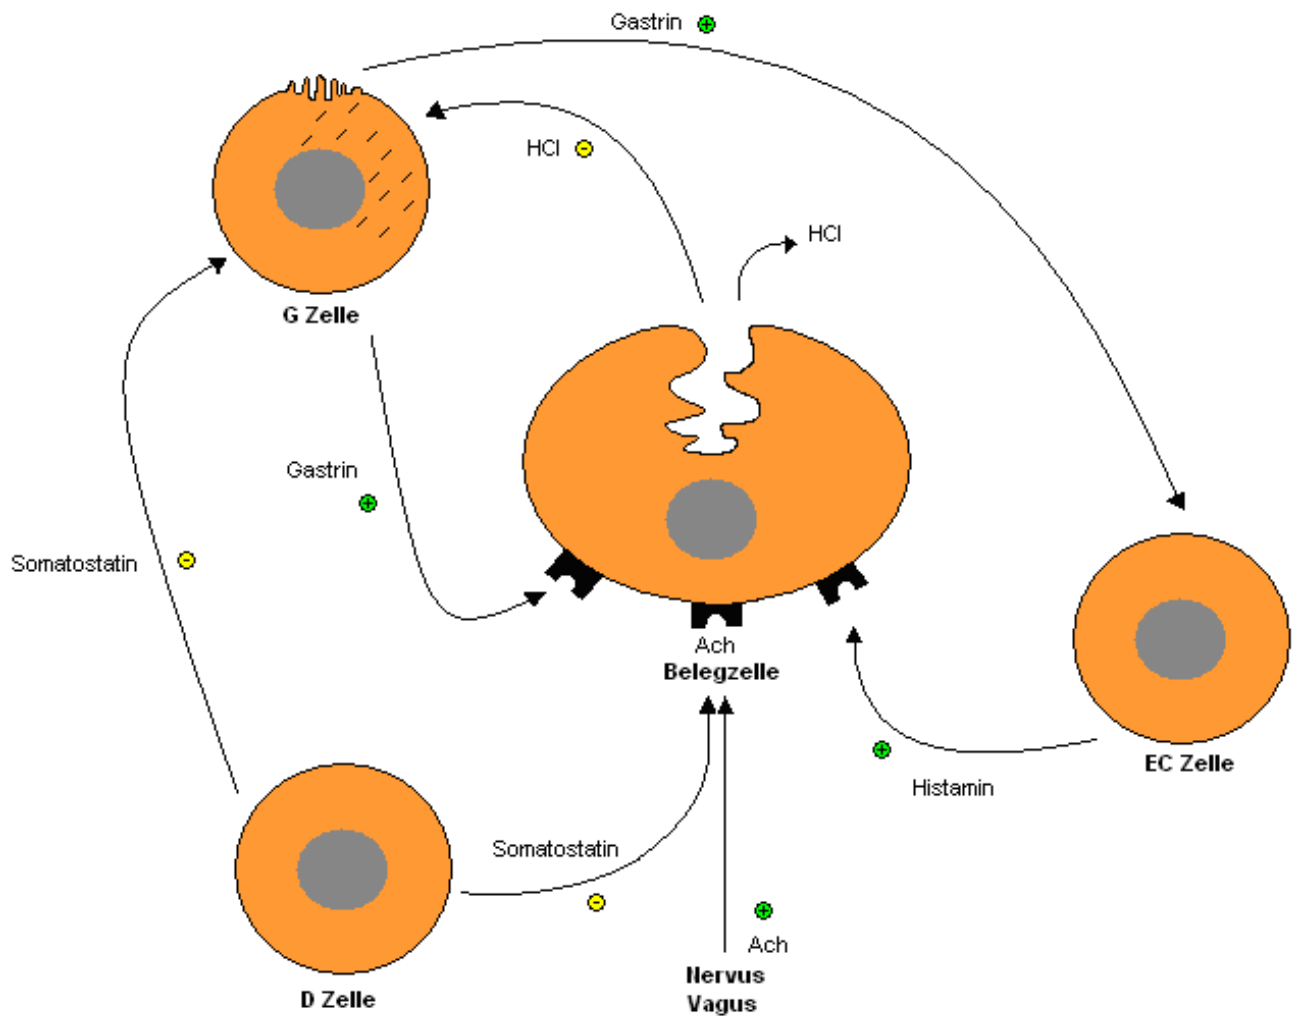 Gastrin +
HCl -
HCl
G Zelle
Gastrin
+
Somatostatin -
Ach
Belegzelle
+
Histamin
EC Zelle
Somatostatin
-
+
Ach
Nervus
Vagus
D Zelle